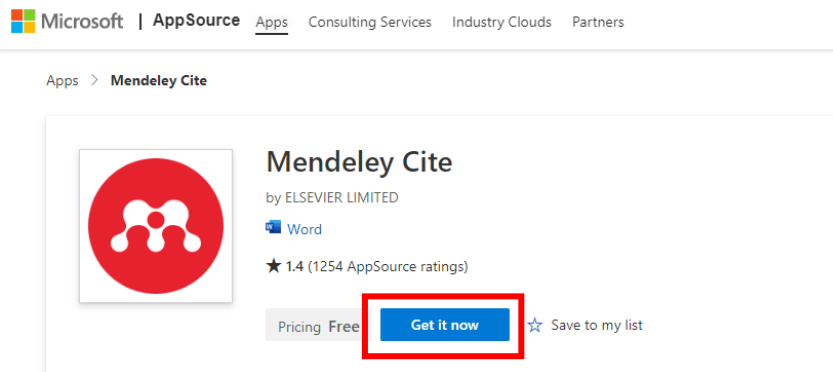 Microsoft | AppSource Apps Consulting Services Industry Clouds Partners
Apps > Mendeley Cite
Mendeley Cite
by ELSEVIER LIMITED
Word
★ 1.4 (1254 AppSource ratings)
Pricing Free Get it now ☆ Save to my list